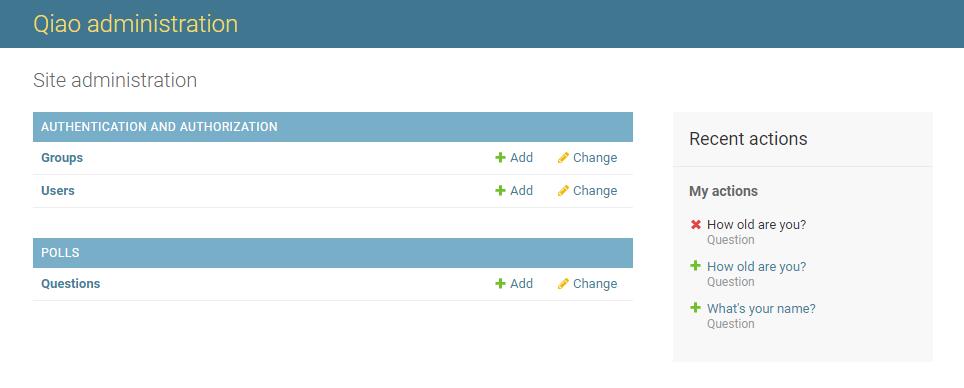 Qiao administration
Site administration
AUTHENTICATION AND AUTHORIZATION
Groups Add Change
Users Add Change
POLLS
Questions Add Change
Recent actions
My actions
How old are you?
Question
How old are you?
Question
What's your name?
Question